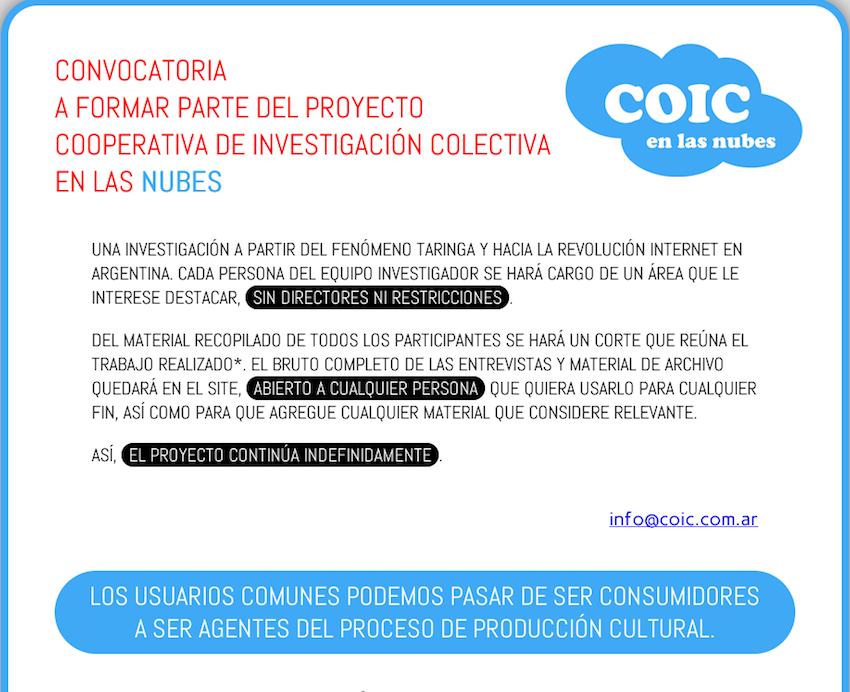 CONVOCATORIA
A FORMAR PARTE DEL PROYECTO
COOPERATIVA DE INVESTIGACIÓN COLECTIVA
EN LAS NUBES
COIC
en las nubes
UNA INVESTIGACIÓN A PARTIR DEL FENÓMENO TARINGA Y HACIA LA REVOLUCIÓN INTERNET EN
ARGENTINA. CADA PERSONA DEL EQUIPO INVESTIGADOR SE HARÁ CARGO DE UN ÁREA QUE LE
INTERESE DESTACAR, SIN DIRECTORES NI RESTRICCIONES.
DEL MATERIAL RECOPILADO DE TODOS LOS PARTICIPANTES SE HARÁ UN CORTE QUE REÚNA EL
TRABAJO REALIZADO*. EL BRUTO COMPLETO DE LAS ENTREVISTAS Y MATERIAL DE ARCHIVO
QUEDARÁ EN EL SITE, ABIERTO A CUALQUIER PERSONA QUE QUIERA USARLO PARA CUALQUIER
FIN, ASÍ COMO PARA QUE AGREGUE CUALQUIER MATERIAL QUE CONSIDERE RELEVANTE.
ASÍ, EL PROYECTO CONTINÚA INDEFINIDAMENTE.
info@coic.com.ar
LOS USUARIOS COMUNES PODEMOS PASAR DE SER CONSUMIDORES
A SER AGENTES DEL PROCESO DE PRODUCCIÓN CULTURAL.